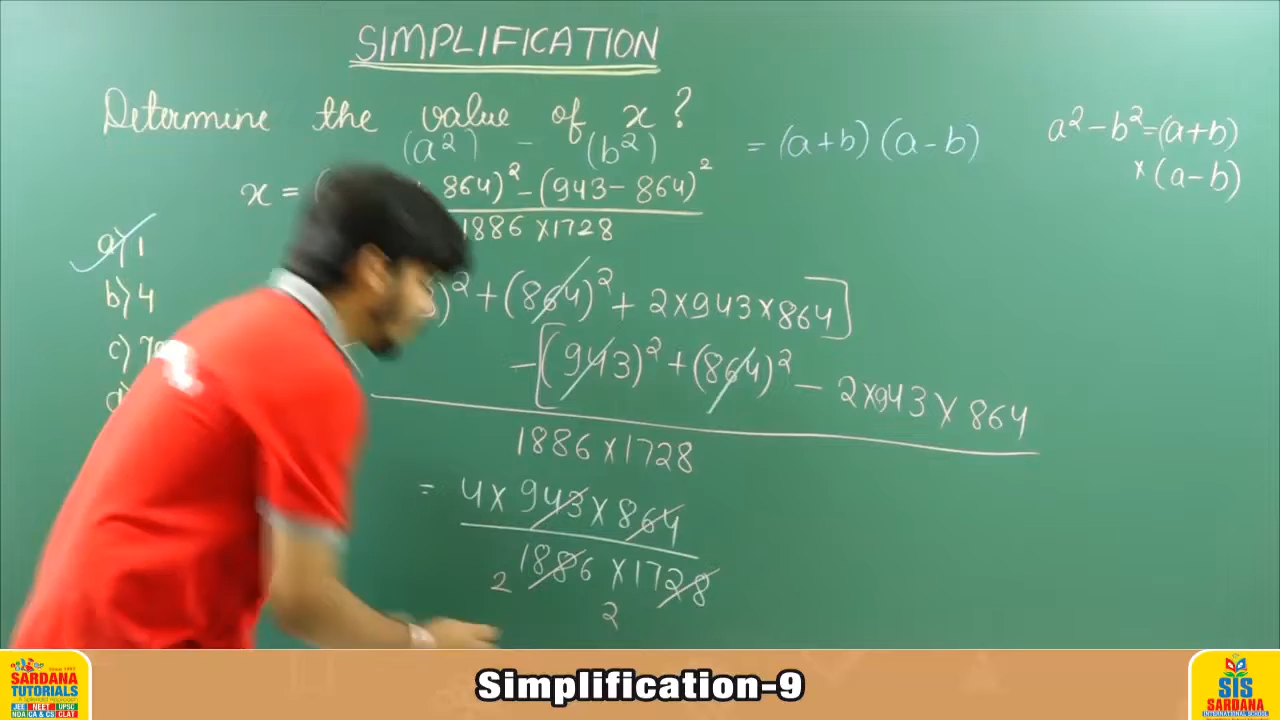 SIMPLIFICATION
Determine the value of x?
(a²) - (b²) = (a+b) (a-b)
a²-b²=(a+b)
×(a-b)
x = ( 864)² - (943 - 864)²
1886 ×1728
a) 1
b) 4
c)
)² + (864)² + 2×943×864]
-[(943)² + (864)² - 2×943×864
1886 ×1728
= 4× 943 × 864
1886 ×1728
2
2
Simplification-9
SARDANA
TUTORIALS
JEE NEET UPSC
NDA CA & CS CLAT
SIS
SARDANA
INTERNATIONAL SCHOOL